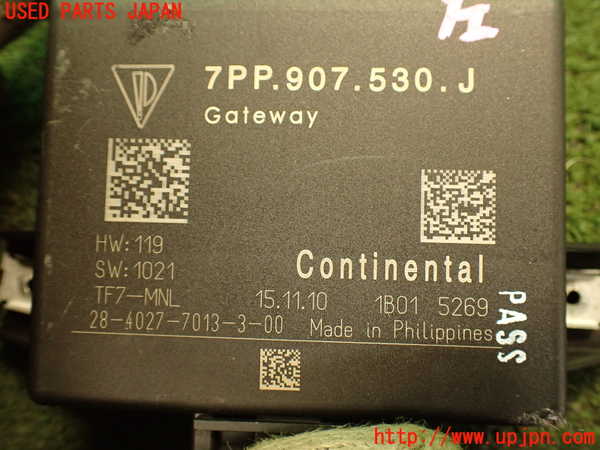 USED PARTS JAPAN
7PP.907.530.J
Gateway
HW:119
SW:1021
TF7-MNL 15.11.10 1B01 5269
28-4027-7013-3-00 Made in Philippines
Continental
PASS
http://www.upjpn.com/